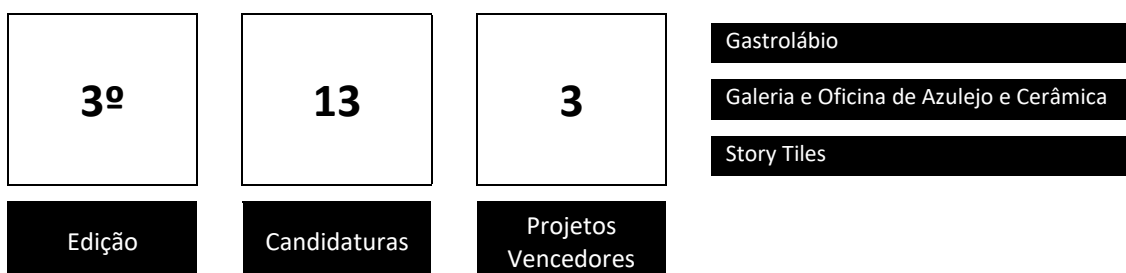 3º
Edição
13
Candidaturas
3
Projetos
Vencedores
Gastrolábio
Galeria e Oficina de Azulejo e Cerâmica
Story Tiles